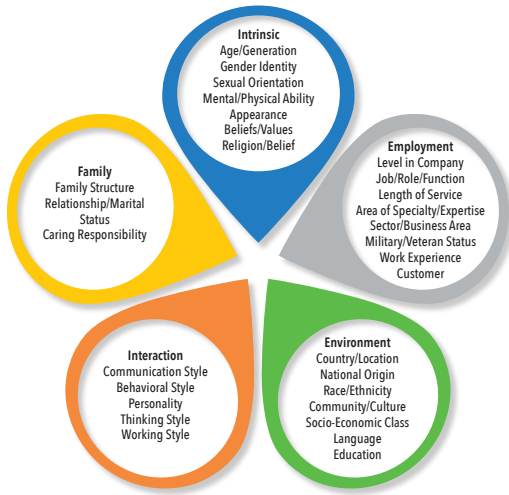 Intrinsic
Age/Generation
Gender Identity
Sexual Orientation
Mental/Physical Ability
Appearance
Beliefs/Values
Religion/Belief
Employment
Level in Company
Job/Role/Function
Length of Service
Area of Specialty/Expertise
Sector/Business Area
Military/Veteran Status
Work Experience
Customer
Family
Family Structure
Relationship/Marital
Status
Caring Responsibility
Interaction
Communication Style
Behavioral Style
Personality
Thinking Style
Working Style
Environment
Country/Location
National Origin
Race/Ethnicity
Community/Culture
Socio-Economic Class
Language
Education